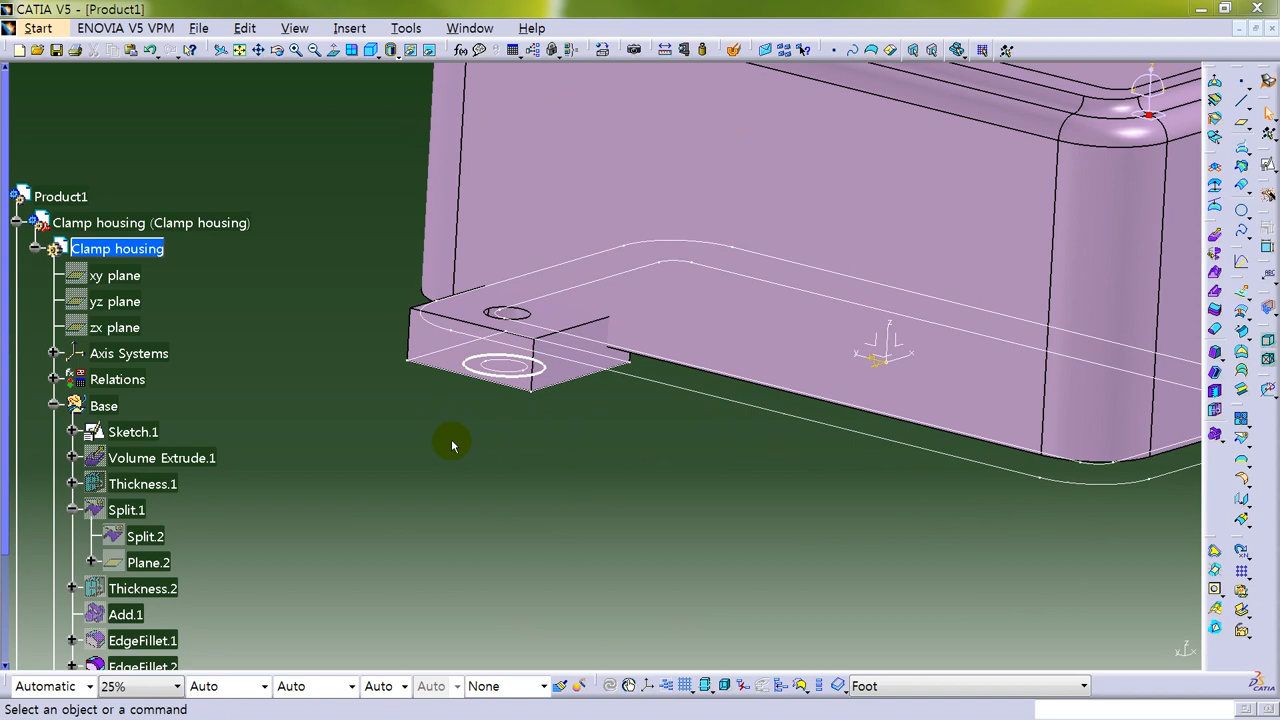 CATIA V5 - [Product1]
Start ENOVIA V5 VPM File Edit View Insert Tools Window Help
Product1
Clamp housing (Clamp housing)
Clamp housing
xy plane
yz plane
zx plane
Axis Systems
Relations
Base
Sketch.1
Volume Extrude.1
Thickness.1
Split.1
Split.2
Plane.2
Thickness.2
Add.1
EdgeFillet.1
EdgeFillet.2
z
y x
z
y x
Automatic 25% Auto Auto Auto Auto None Foot
Select an object or a command
CATIA